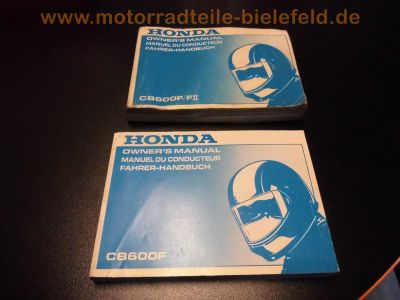 www.motorradteile-bielefeld.de
HONDA
OWNER'S MANUAL
MANUEL DU CONDUCTEUR
FAHRER-HANDBUCH
CB600F/FII
HONDA
OWNER'S MANUAL
MANUEL DU CONDUCTEUR
FAHRER-HANDBUCH
CB600F